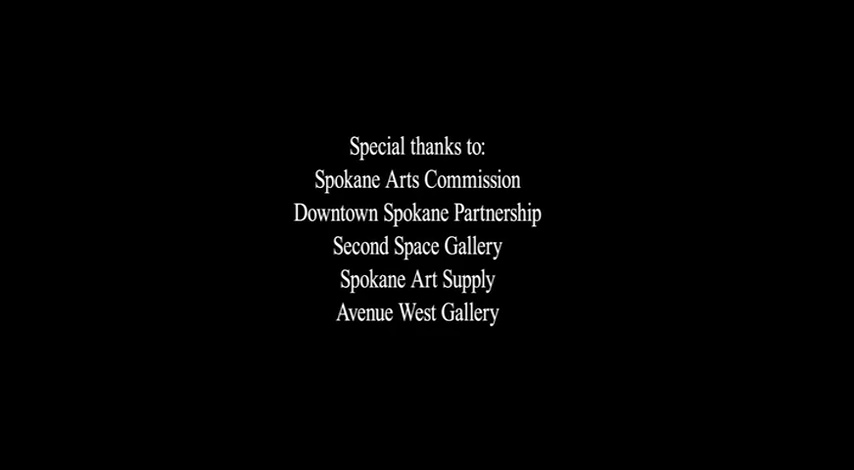 Special thanks to:
Spokane Arts Commission
Downtown Spokane Partnership
Second Space Gallery
Spokane Art Supply
Avenue West Gallery